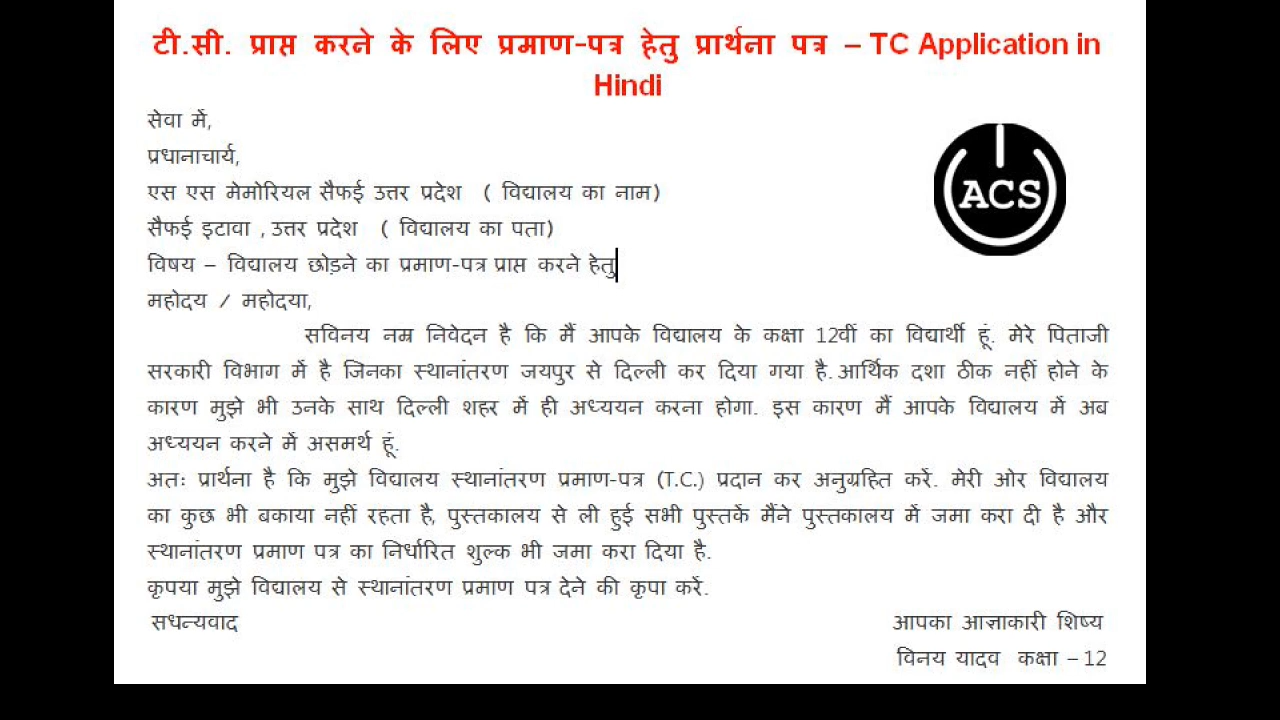 टी.सी. प्राप्त करने के लिए प्रमाण-पत्र हेतु प्रार्थना पत्र – TC Application in
Hindi
सेवा में,
प्रधानाचार्य,
एस एस मेमोरियल सैफई उत्तर प्रदेश ( विद्यालय का नाम)
ACS
सैफई इटावा , उत्तर प्रदेश ( विद्यालय का पता)
विषय – विद्यालय छोड़ने का प्रमाण-पत्र प्राप्त करने हेतु
महोदय / महोदया,
सविनय नम्र निवेदन है कि मैं आपके विद्यालय के कक्षा 12वीं का विद्यार्थी हूं. मेरे पिताजी
सरकारी विभाग में है जिनका स्थानांतरण जयपुर से दिल्ली कर दिया गया है. आर्थिक दशा ठीक नहीं होने के
कारण मुझे भी उनके साथ दिल्ली शहर में ही अध्ययन करना होगा. इस कारण मैं आपके विद्यालय में अब
अध्ययन करने में असमर्थ हूं.
अतः प्रार्थना है कि मुझे विद्यालय स्थानांतरण प्रमाण-पत्र (T.C.) प्रदान कर अनुग्रहित करें. मेरी ओर विद्यालय
का कुछ भी बकाया नहीं रहता है, पुस्तकालय से ली हुई सभी पुस्तकें मैंने पुस्तकालय में जमा करा दी है और
स्थानांतरण प्रमाण पत्र का निर्धारित शुल्क भी जमा करा दिया है.
कृपया मुझे विद्यालय से स्थानांतरण प्रमाण पत्र देने की कृपा करें.
सधन्यवाद आपका आज्ञाकारी शिष्य
विनय यादव कक्षा – 12